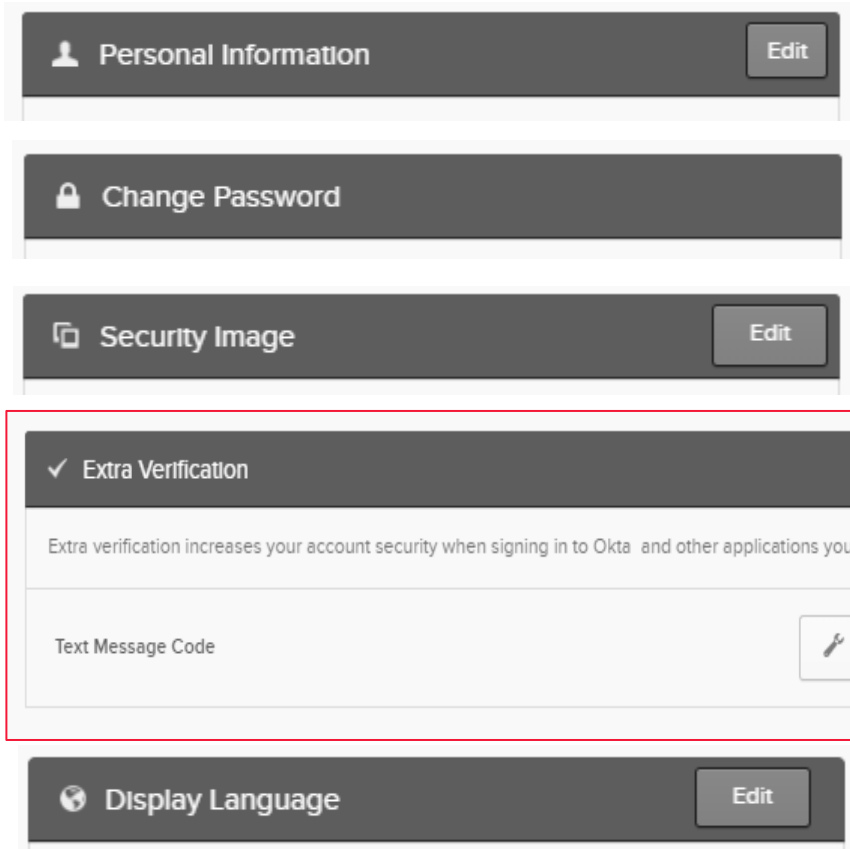 Personal Information
Edit
Change Password
Security Image
Edit
Extra Verification
Extra verification increases your account security when signing in to Okta and other applications you
Text Message Code
Display Language
Edit